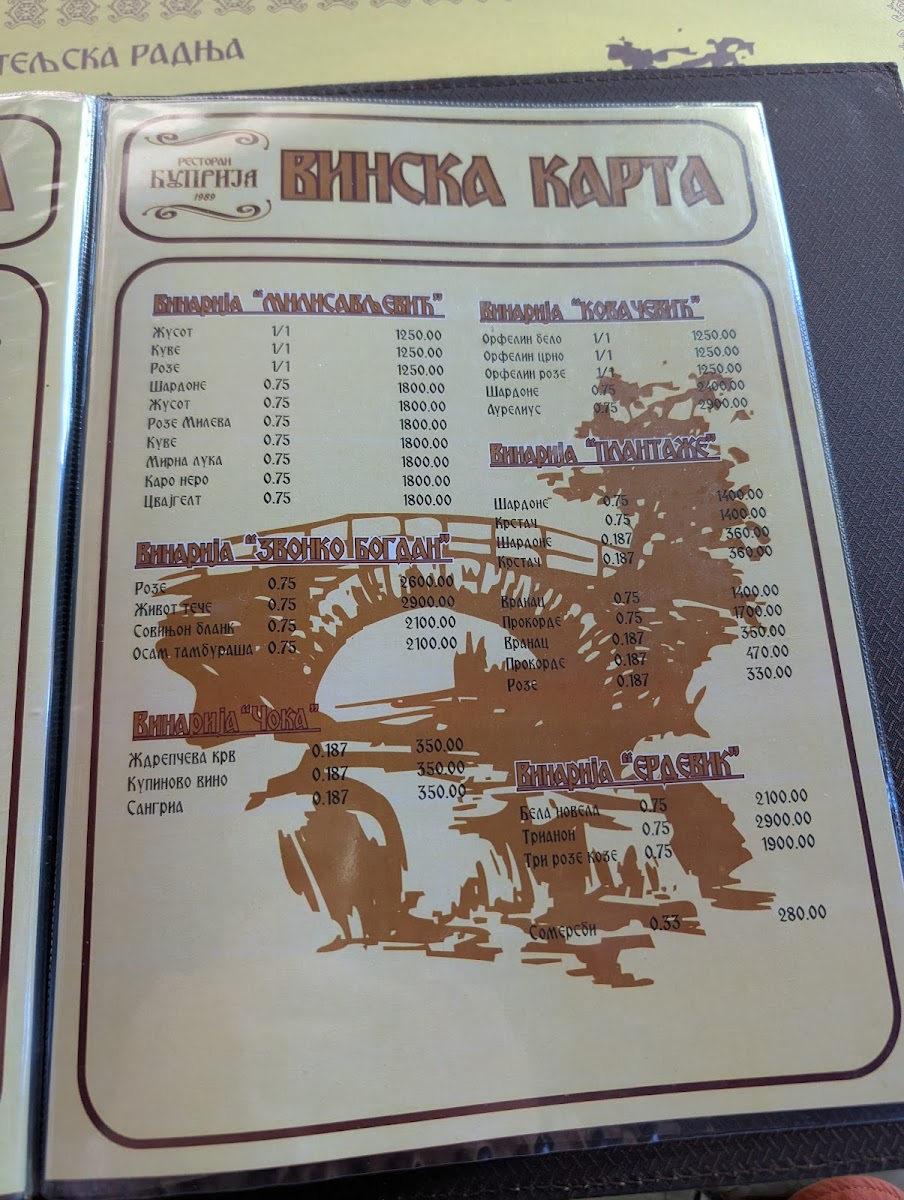 ТЕЉСКА РАДЊА
РЕСТОРАН
ЋУПРИЈА
1989
ВИНСКА КАРТА
Винарија “МИЛИСАВЉЕВИЋ”
Жусот 1/1 1250.00
Куве 1/1 1250.00
Розе 1/1 1250.00
Шардоне 0.75 1800.00
Жусот 0.75 1800.00
Розе Милева 0.75 1800.00
Куве 0.75 1800.00
Мирна лука 0.75 1800.00
Каро неро 0.75 1800.00
Цвајгелт 0.75 1800.00
Винарија “ЗВОНКО БОГДАН”
Розе 0.75 2600.00
Живот тече 0.75 2900.00
Совињон бланк 0.75 2100.00
Осам тамбураша 0.75 2100.00
Винарија “ЧОКА”
Ждрепчева крв 0.187 350.00
Купиново вино 0.187 350.00
Сангриа 0.187 350.00
Винарија “КОВАЧЕВИЋ”
Орфелин бело 1/1 1250.00
Орфелин црно 1/1 1250.00
Орфелин розе 1/1 1250.00
Шардоне 0.75 2400.00
Аурелиус 0.75 2900.00
Винарија “ПЛАНТАЖЕ”
Шардоне 0.75 1400.00
Крстач 0.75 1400.00
Шардоне 0.187 360.00
Крстач 0.187 360.00
Вранац 0.75 1400.00
Прокорде 0.75 1700.00
Вранац 0.187 360.00
Прокорде 0.187 470.00
Розе 0.187 330.00
Винарија “ЕРДЕВИК”
Бела новела 0.75 2100.00
Трианон 0.75 2900.00
Три розе козе 0.75 1900.00
Сомерсби 0.33 280.00